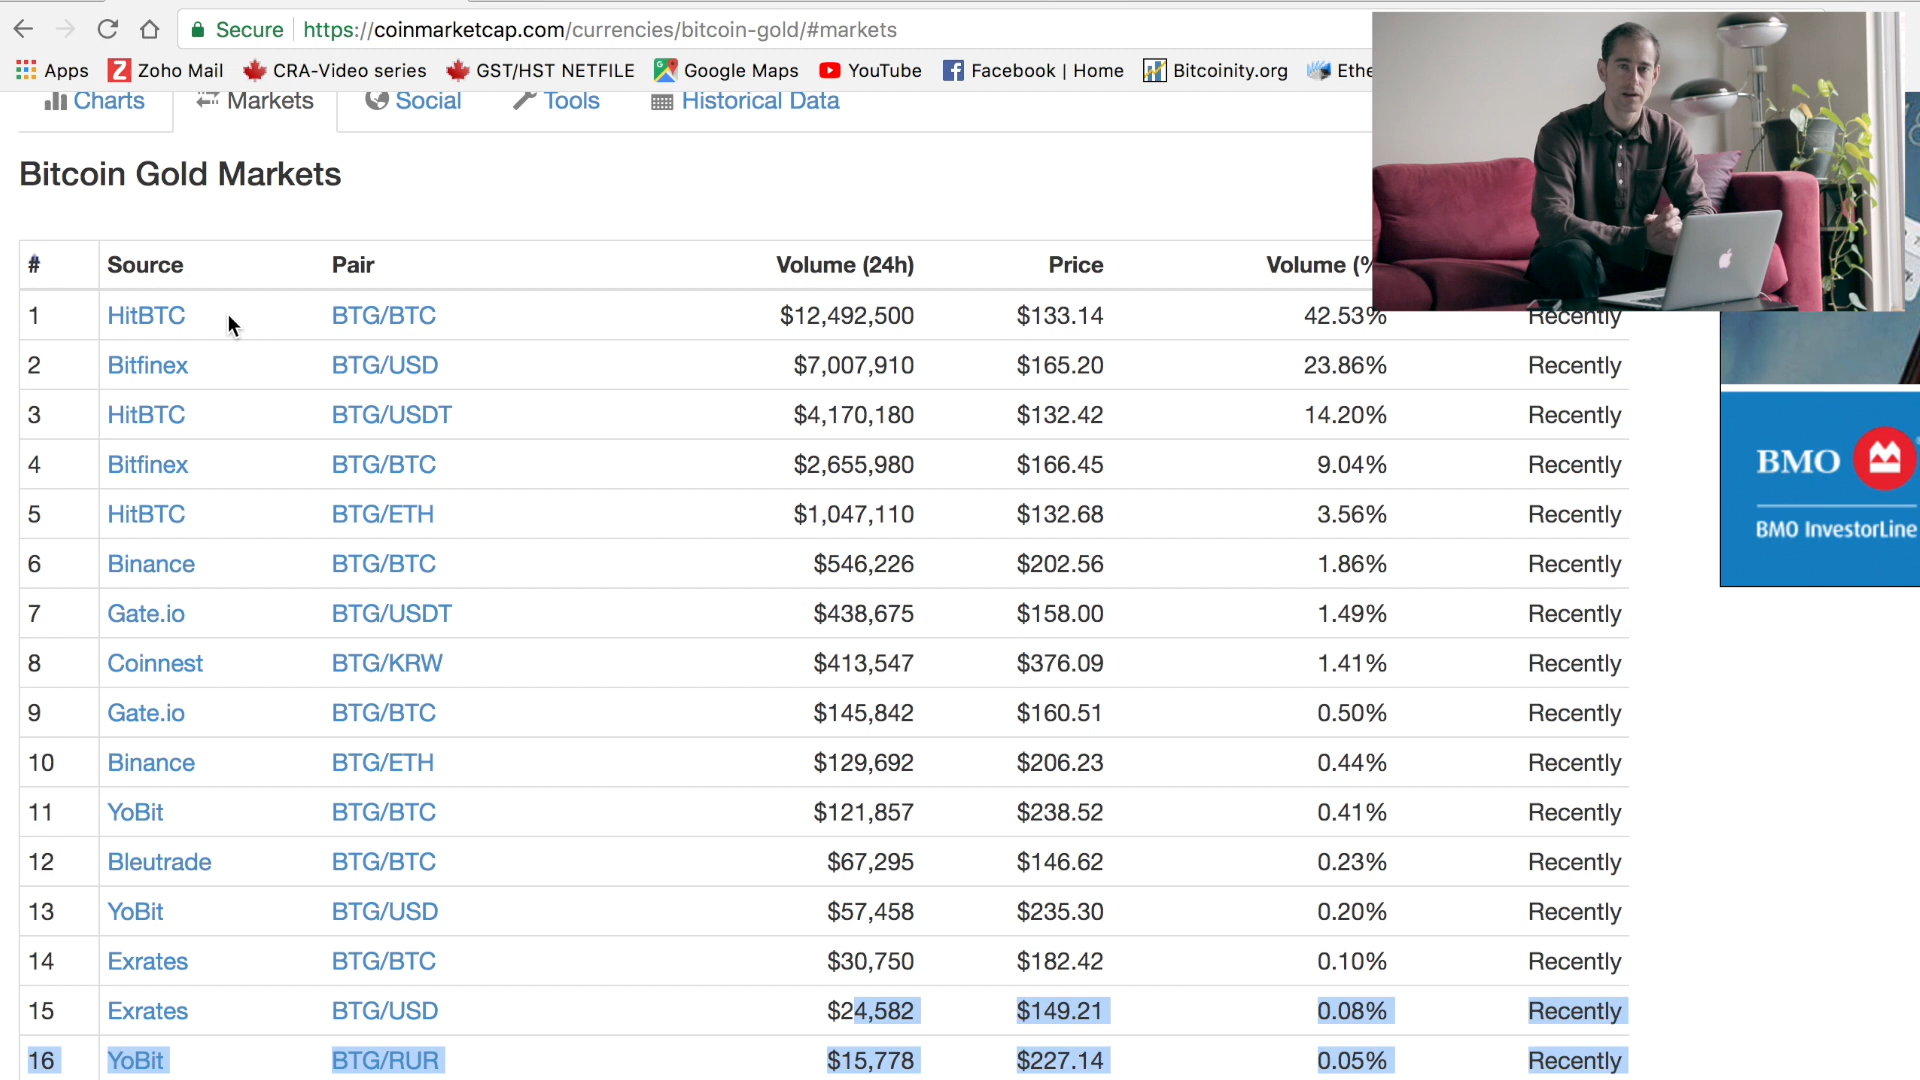 Secure https://coinmarketcap.com/currencies/bitcoin-gold/#markets
Apps Zoho Mail CRA-Video series GST/HST NETFILE Google Maps YouTube Facebook | Home Bitcoinity.org Ethe
Charts Markets Social Tools Historical Data
Bitcoin Gold Markets
# Source Pair Volume (24h) Price Volume (%
1 HitBTC BTG/BTC $12,492,500 $133.14 42.53% Recently
2 Bitfinex BTG/USD $7,007,910 $165.20 23.86% Recently
3 HitBTC BTG/USDT $4,170,180 $132.42 14.20% Recently
4 Bitfinex BTG/BTC $2,655,980 $166.45 9.04% Recently
5 HitBTC BTG/ETH $1,047,110 $132.68 3.56% Recently
6 Binance BTG/BTC $546,226 $202.56 1.86% Recently
7 Gate.io BTG/USDT $438,675 $158.00 1.49% Recently
8 Coinnest BTG/KRW $413,547 $376.09 1.41% Recently
9 Gate.io BTG/BTC $145,842 $160.51 0.50% Recently
10 Binance BTG/ETH $129,692 $206.23 0.44% Recently
11 YoBit BTG/BTC $121,857 $238.52 0.41% Recently
12 Bleutrade BTG/BTC $67,295 $146.62 0.23% Recently
13 YoBit BTG/USD $57,458 $235.30 0.20% Recently
14 Exrates BTG/BTC $30,750 $182.42 0.10% Recently
15 Exrates BTG/USD $24,582 $149.21 0.08% Recently
16 YoBit BTG/RUR $15,778 $227.14 0.05% Recently
BMO
BMO InvestorLine